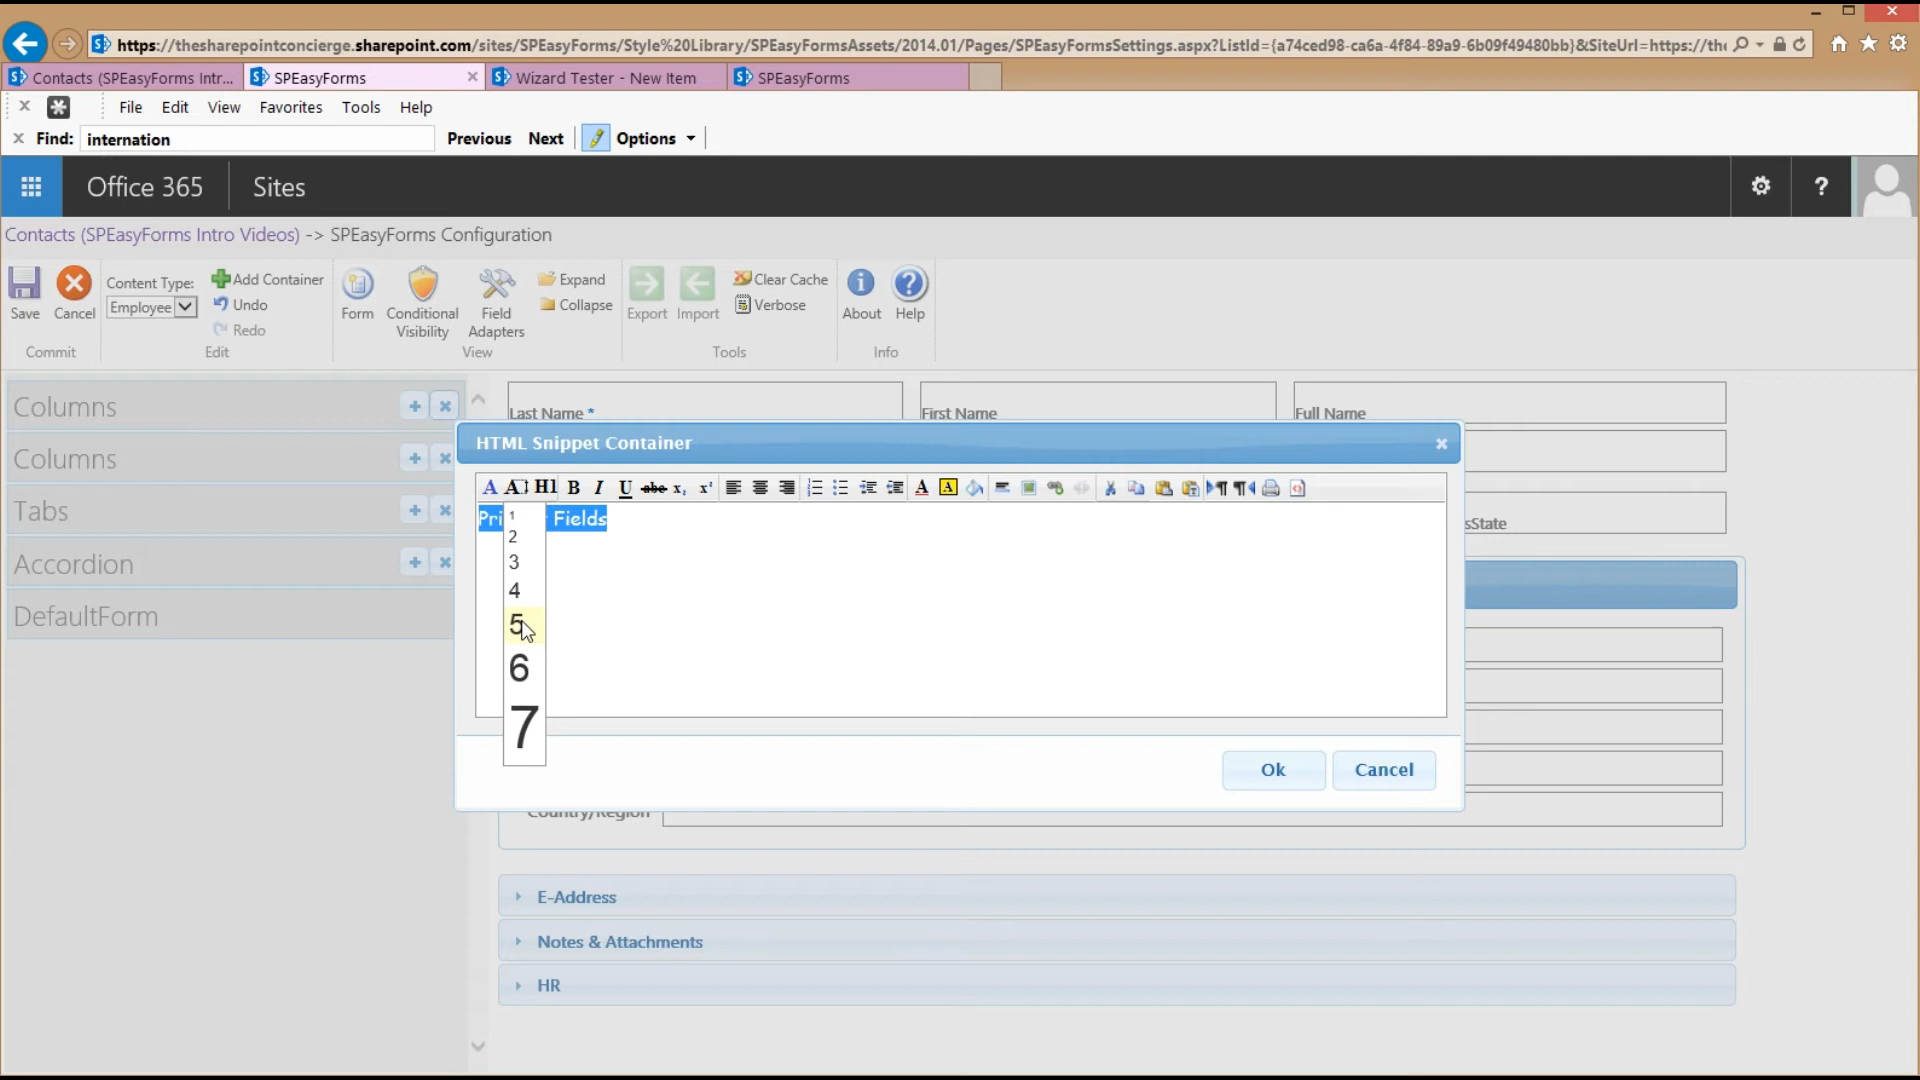 https://thesharepointconcierge.sharepoint.com/sites/SPEasyForms/Style%20Library/SPEasyFormsAssets/2014.01/Pages/SPEasyFormsSettings.aspx?ListId={a74ced98-ca6a-4f84-89a9-6b09f49480bb}&SiteUrl=https://the
Contacts (SPEasyForms Intr...
SPEasyForms
Wizard Tester - New Item
SPEasyForms
File Edit View Favorites Tools Help
Find: internation Previous Next Options
Office 365 Sites
Contacts (SPEasyForms Intro Videos) -> SPEasyForms Configuration
Save
Cancel
Commit
Content Type:
Employee
Add Container
Undo
Redo
Edit
Form
Conditional
Visibility
Field
Adapters
Expand
Collapse
View
Export
Import
Clear Cache
Verbose
Tools
About
Help
Info
Columns
Columns
Tabs
Accordion
DefaultForm
Last Name *
First Name
Full Name
HTML Snippet Container
A A H1 B I U abc x, x² A A
Pri Fields
1
2
3
4
5
6
7
sState
Ok
Cancel
Country/Region
E-Address
Notes & Attachments
HR